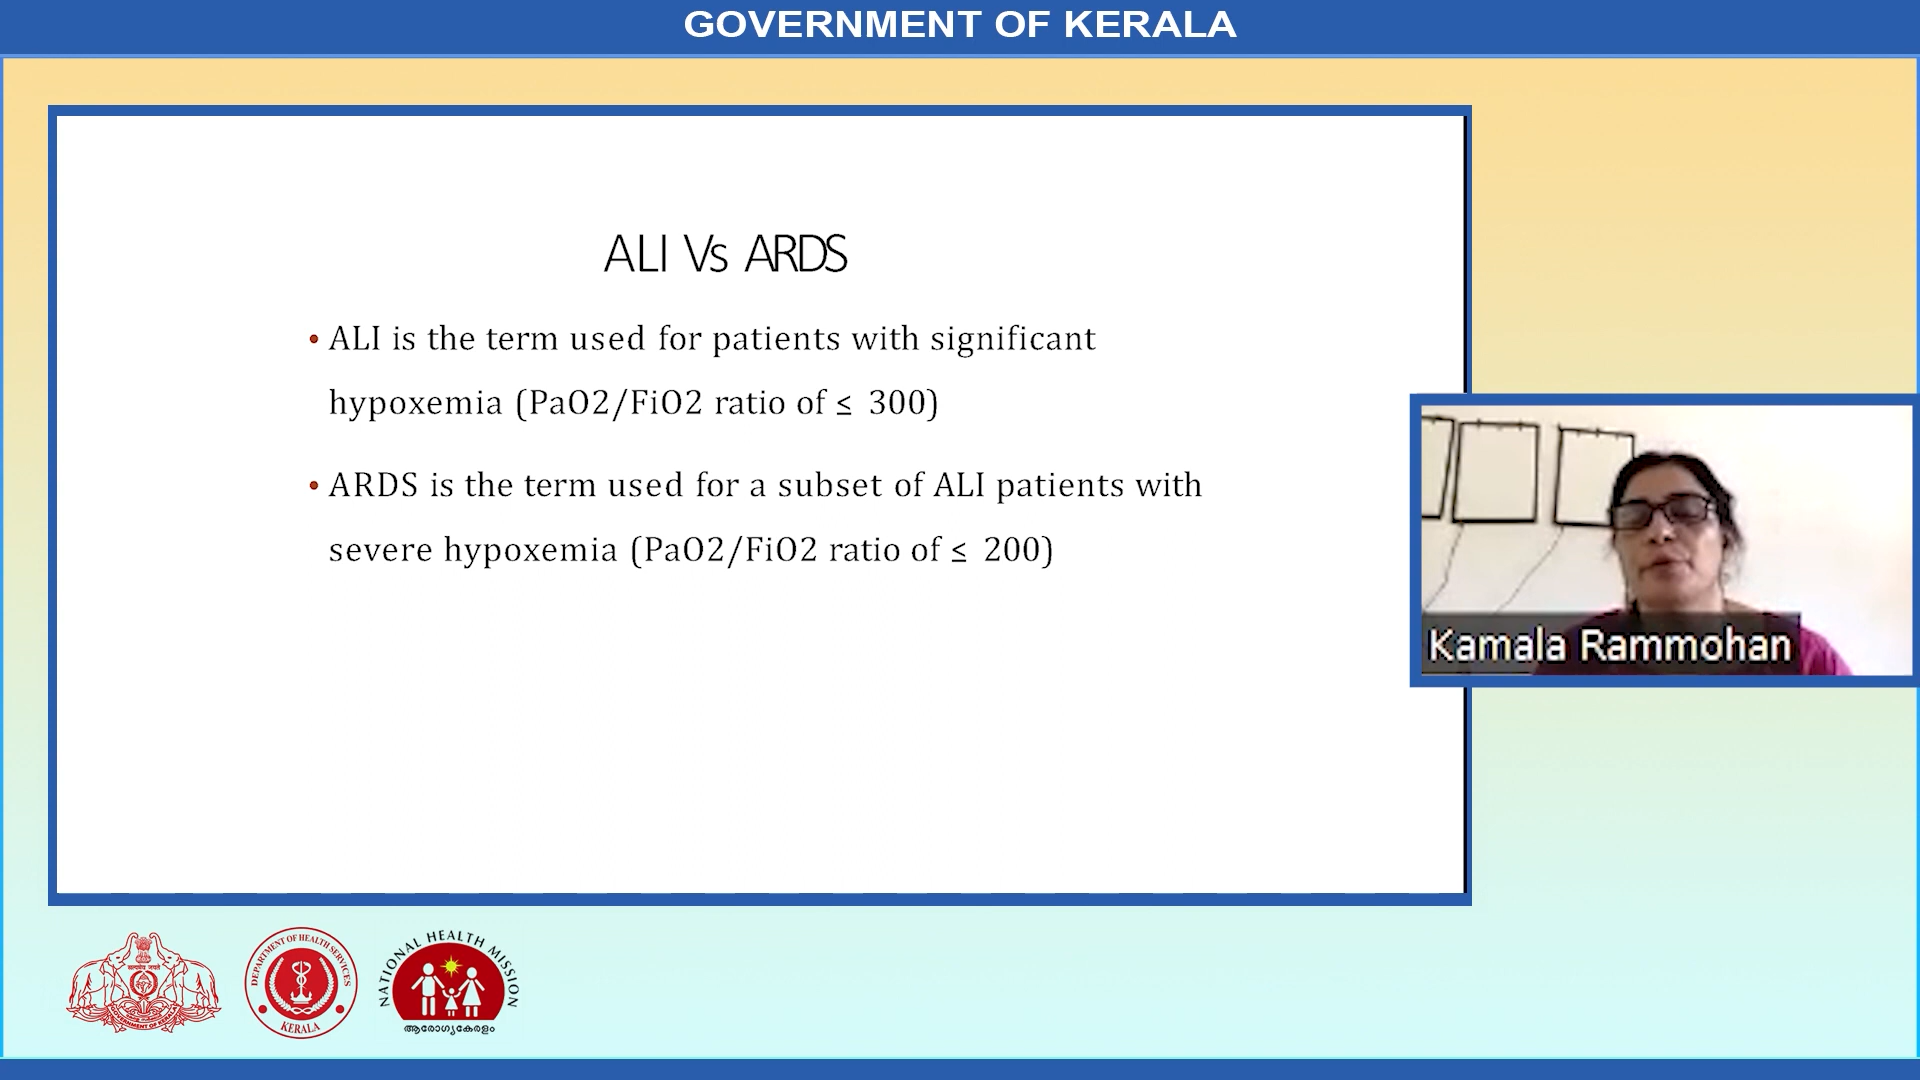 GOVERNMENT OF KERALA
ALI Vs ARDS
• ALI is the term used for patients with significant
hypoxemia (PaO2/FiO2 ratio of ≤ 300)
• ARDS is the term used for a subset of ALI patients with
severe hypoxemia (PaO2/FiO2 ratio of ≤ 200)
Kamala Rammohan
DEPARTMENT OF HEALTH SERVICES
KERALA
NATIONAL HEALTH MISSION
ആരോഗ്യകേരളം